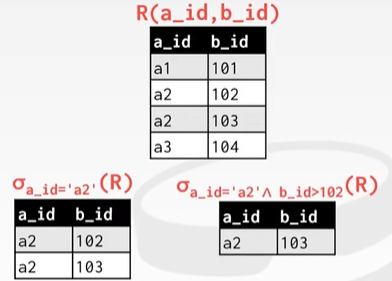 R(a_id,b_id)
a_id b_id
a1 101
a2 102
a2 103
a3 104
σa_id='a2'(R)
a_id b_id
a2 102
a2 103
σa_id='a2'∧ b_id>102(R)
a_id b_id
a2 103